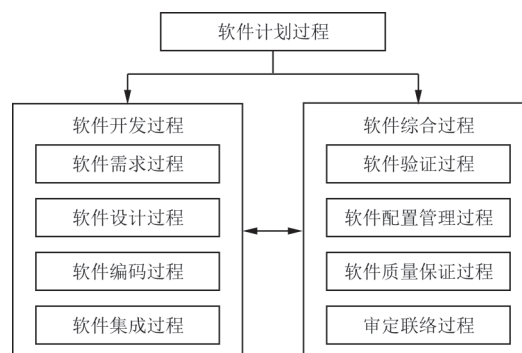 软件计划过程
软件开发过程
软件需求过程
软件设计过程
软件编码过程
软件集成过程
软件综合过程
软件验证过程
软件配置管理过程
软件质量保证过程
审定联络过程